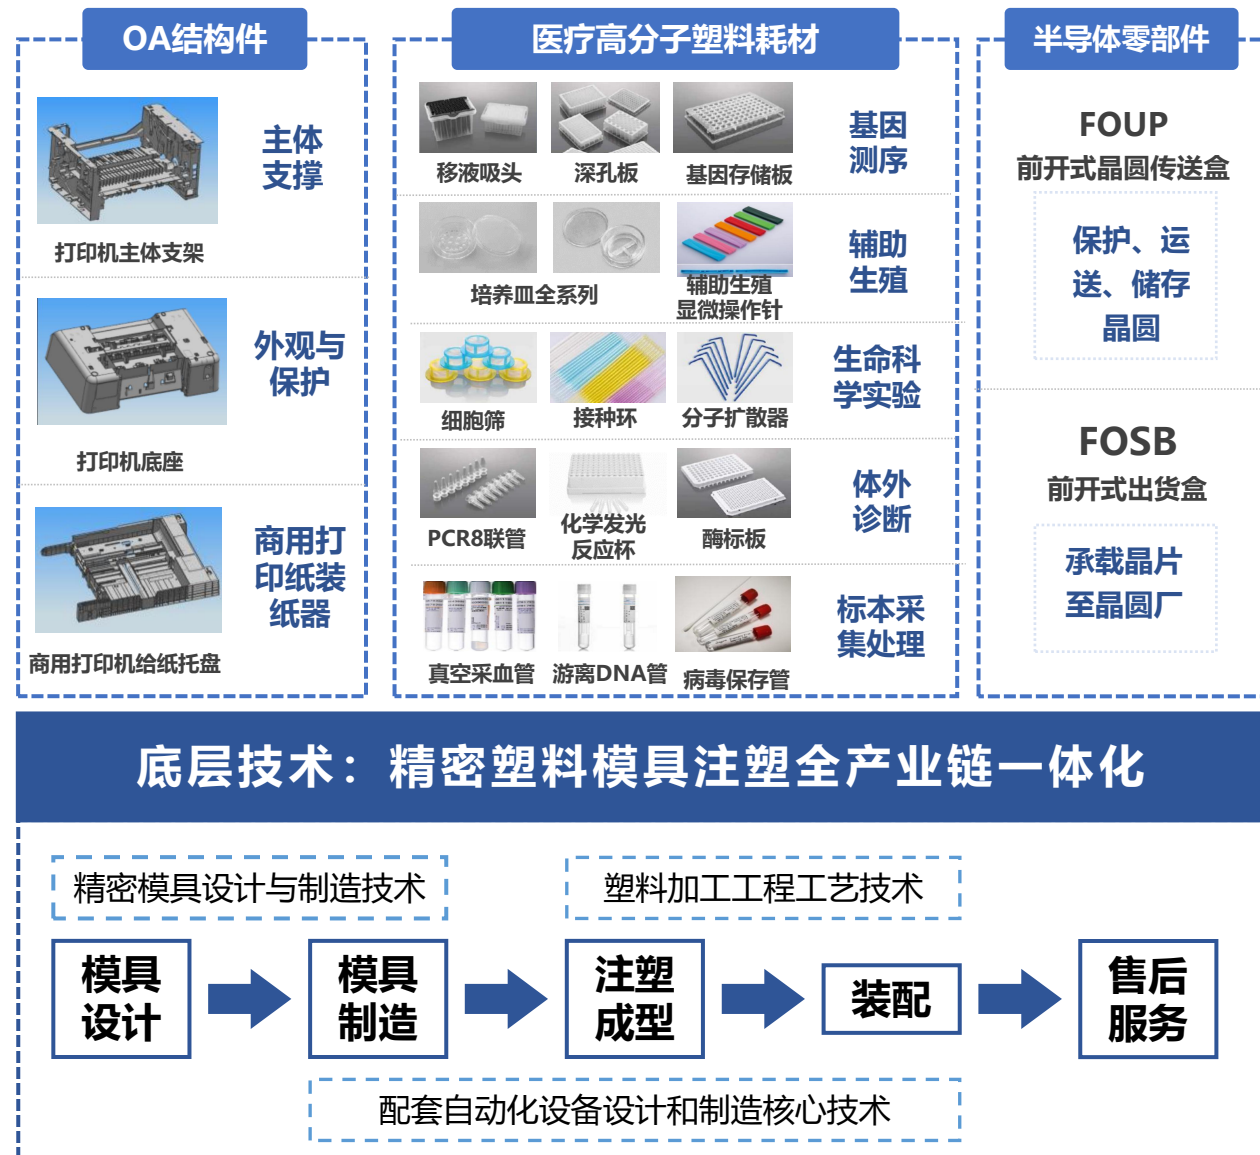 OA结构件
主体
支撑
打印机主体支架
外观与
保护
打印机底座
商用打
印纸装
纸器
商用打印机给纸托盘
医疗高分子塑料耗材
移液吸头
深孔板
基因存储板
基因
测序
培养皿全系列
辅助生殖
显微操作针
辅助
生殖
细胞筛
接种环
分子扩散器
生命科
学实验
PCR8联管
化学发光
反应杯
酶标板
体外
诊断
真空采血管
游离DNA管
病毒保存管
标本采
集处理
半导体零部件
FOUP
前开式晶圆传送盒
保护、运
送、储存
晶圆
FOSB
前开式出货盒
承载晶片
至晶圆厂
底层技术：精密塑料模具注塑全产业链一体化
精密模具设计与制造技术
塑料加工工程工艺技术
模具
设计
模具
制造
注塑
成型
装配
售后
服务
配套自动化设备设计和制造核心技术